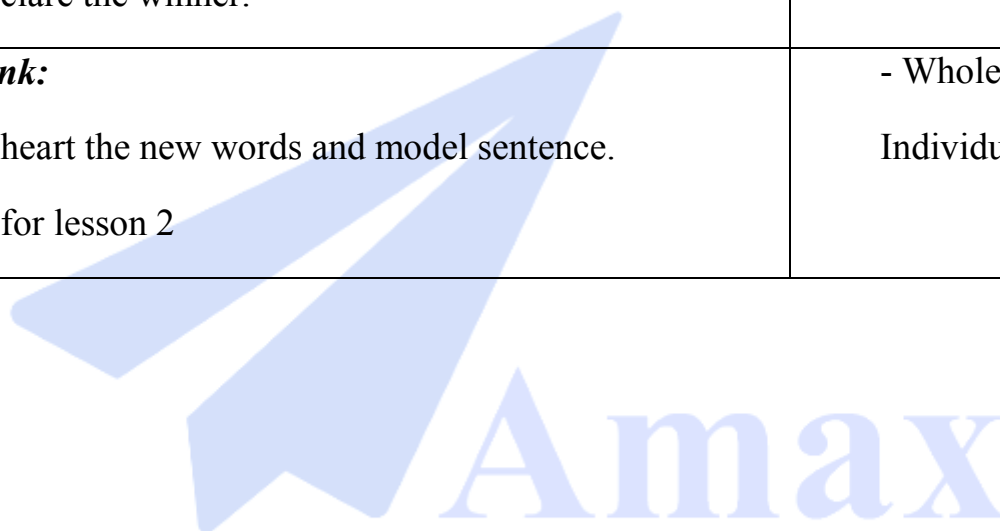 clare the winner.
nk:
- Whole
heart the new words and model sentence.
Individu
for lesson 2
Amax